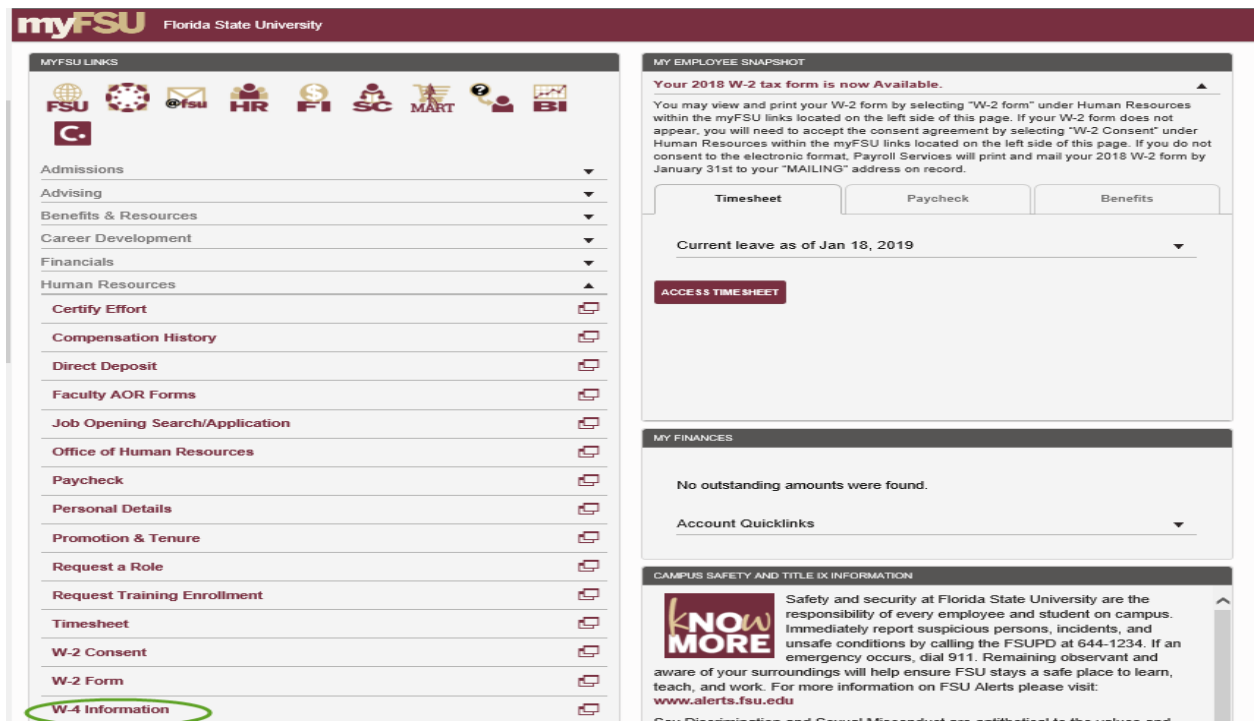 myFSU Florida State University
MYFSU LINKS
FSU @fsu HR FI SC MART BI
C.
Admissions
Advising
Benefits & Resources
Career Development
Financials
Human Resources
Certify Effort
Compensation History
Direct Deposit
Faculty AOR Forms
Job Opening Search/Application
Office of Human Resources
Paycheck
Personal Details
Promotion & Tenure
Request a Role
Request Training Enrollment
Timesheet
W-2 Consent
W-2 Form
W-4 Information
MY EMPLOYEE SNAPSHOT
Your 2018 W-2 tax form is now Available.
You may view and print your W-2 form by selecting "W-2 form" under Human Resources
within the myFSU links located on the left side of this page. If your W-2 form does not
appear, you will need to accept the consent agreement by selecting "W-2 Consent" under
Human Resources within the myFSU links located on the left side of this page. If you do not
consent to the electronic format, Payroll Services will print and mail your 2018 W-2 form by
January 31st to your "MAILING" address on record.
Timesheet Paycheck Benefits
Current leave as of Jan 18, 2019
ACCESS TIMESHEET
MY FINANCES
No outstanding amounts were found.
Account Quicklinks
CAMPUS SAFETY AND TITLE IX INFORMATION
kNOw
MORE
Safety and security at Florida State University are the
responsibility of every employee and student on campus.
Immediately report suspicious persons, incidents, and
unsafe conditions by calling the FSUPD at 644-1234. If an
emergency occurs, dial 911. Remaining observant and
aware of your surroundings will help ensure FSU stays a safe place to learn,
teach, and work. For more information on FSU Alerts please visit:
www.alerts.fsu.edu